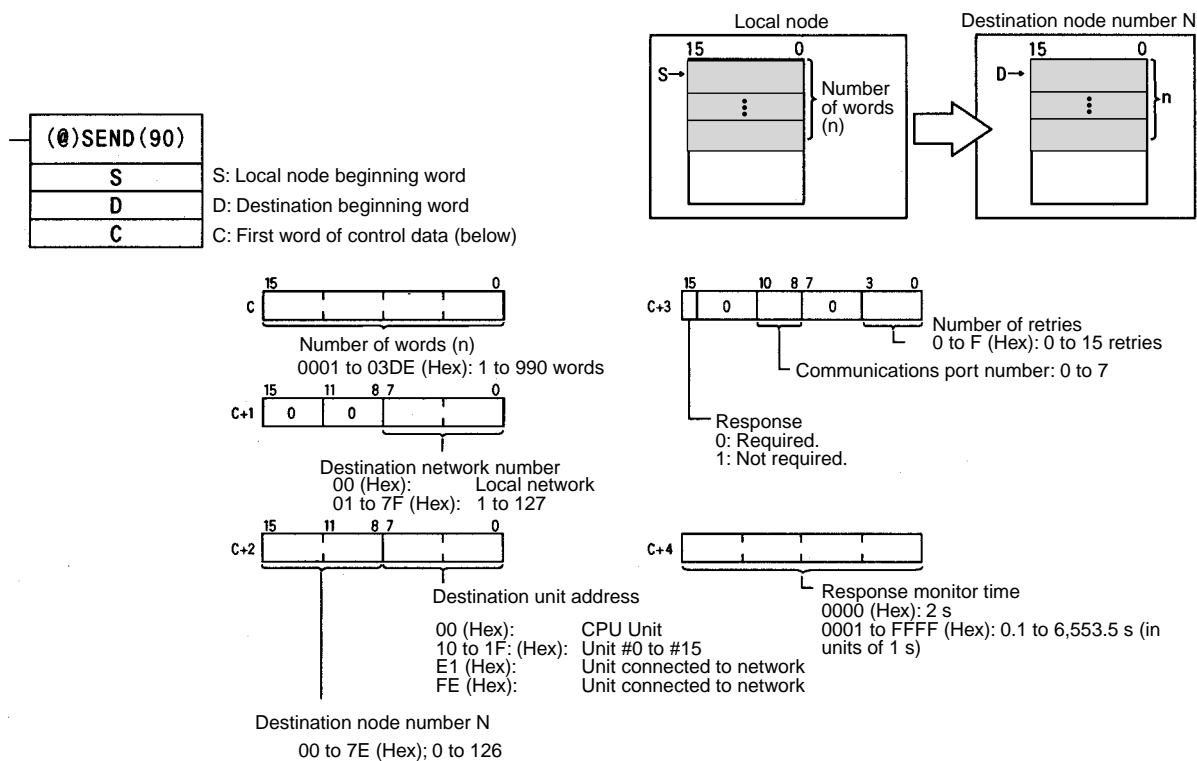 Local node
Destination node number N
15 0
S→
Number
of words
(n)
15 0
D→
n
(@)SEND(90)
S
D
C
S: Local node beginning word
D: Destination beginning word
C: First word of control data (below)
15 0
C
Number of words (n)
0001 to 03DE (Hex): 1 to 990 words
15 11 8 7 0
C+1 0 0
Destination network number
00 (Hex): Local network
01 to 7F (Hex): 1 to 127
15 11 8 7 0
C+2
Destination unit address
00 (Hex): CPU Unit
10 to 1F: (Hex): Unit #0 to #15
E1 (Hex): Unit connected to network
FE (Hex): Unit connected to network
Destination node number N
00 to 7E (Hex); 0 to 126
15 10 8 7 3 0
C+3 0 0
Number of retries
0 to F (Hex): 0 to 15 retries
Communications port number: 0 to 7
Response
0: Required.
1: Not required.
C+4
Response monitor time
0000 (Hex): 2 s
0001 to FFFF (Hex): 0.1 to 6,553.5 s (in
units of 1 s)